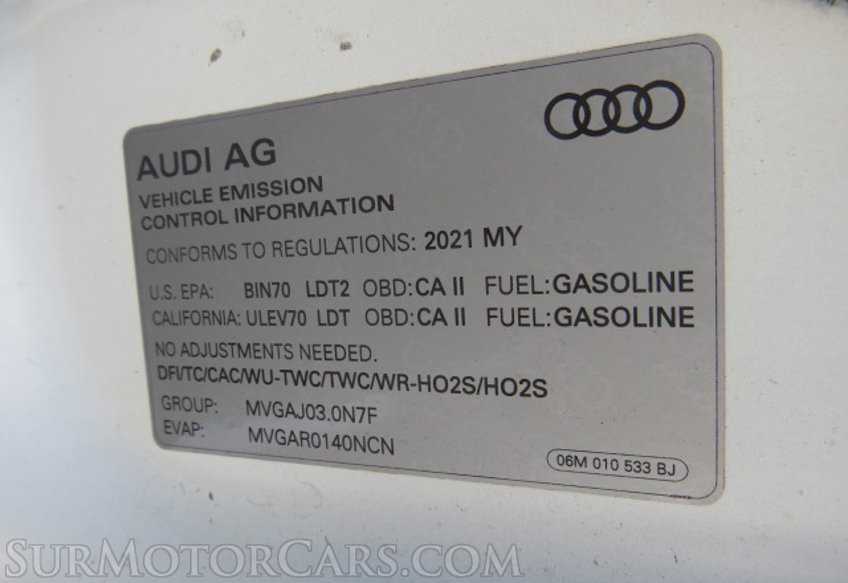 AUDI AG
VEHICLE EMISSION
CONTROL INFORMATION
CONFORMS TO REGULATIONS: 2021 MY
U.S. EPA: BIN70 LDT2 OBD:CA II FUEL:GASOLINE
CALIFORNIA: ULEV70 LDT OBD:CA II FUEL:GASOLINE
NO ADJUSTMENTS NEEDED.
DFI/TC/CAC/WU-TWC/TWC/WR-HO2S/HO2S
GROUP: MVGAJ03.0N7F
EVAP: MVGAR0140NCN
06M 010 533 BJ
SURMOTORCARS.COM